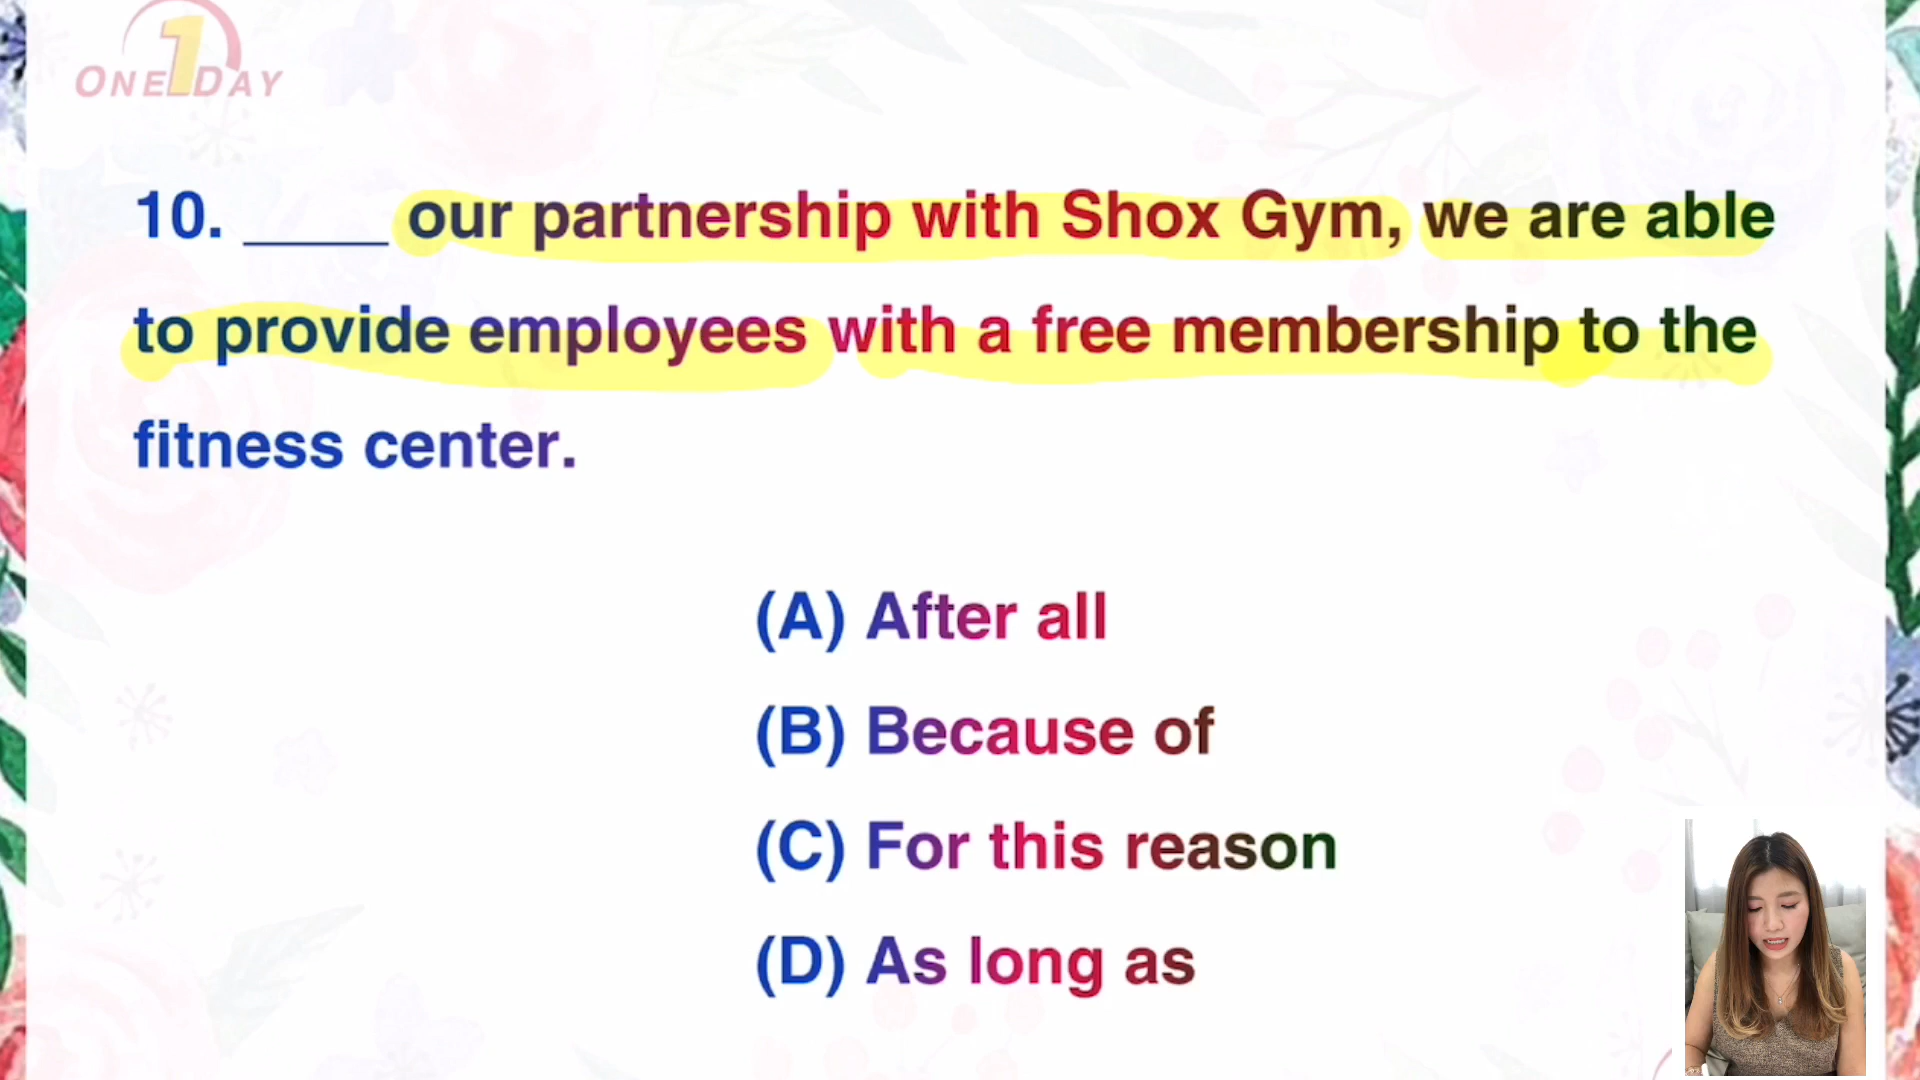 ONE 1 DAY
10. ____ our partnership with Shox Gym, we are able
to provide employees with a free membership to the
fitness center.
(A) After all
(B) Because of
(C) For this reason
(D) As long as